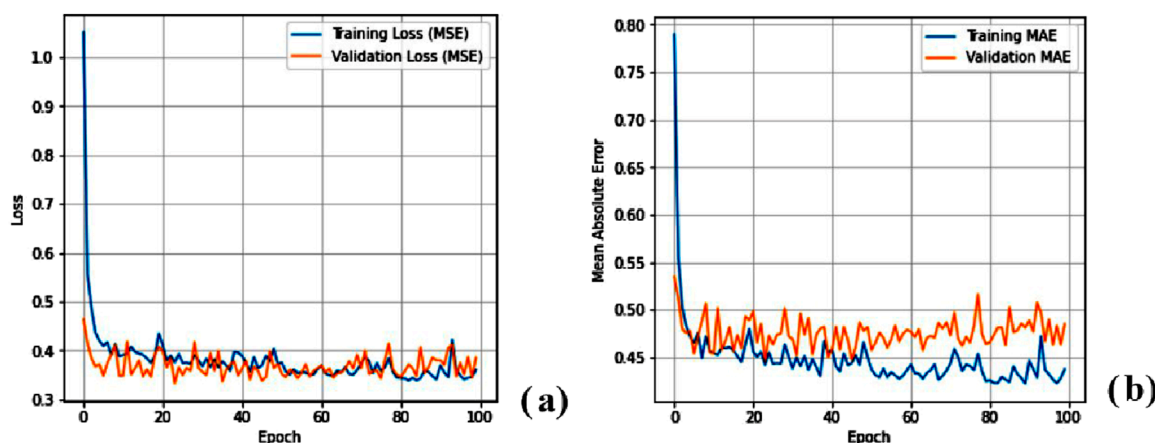 Training Loss (MSE)
Validation Loss (MSE)
1.0
0.9
0.8
0.7
0.6
0.5
0.4
0.3
Loss
0 20 40 60 80 100
Epoch
(a)
Training MAE
Validation MAE
0.80
0.75
0.70
0.65
0.60
0.55
0.50
0.45
Mean Absolute Error
0 20 40 60 80 100
Epoch
(b)